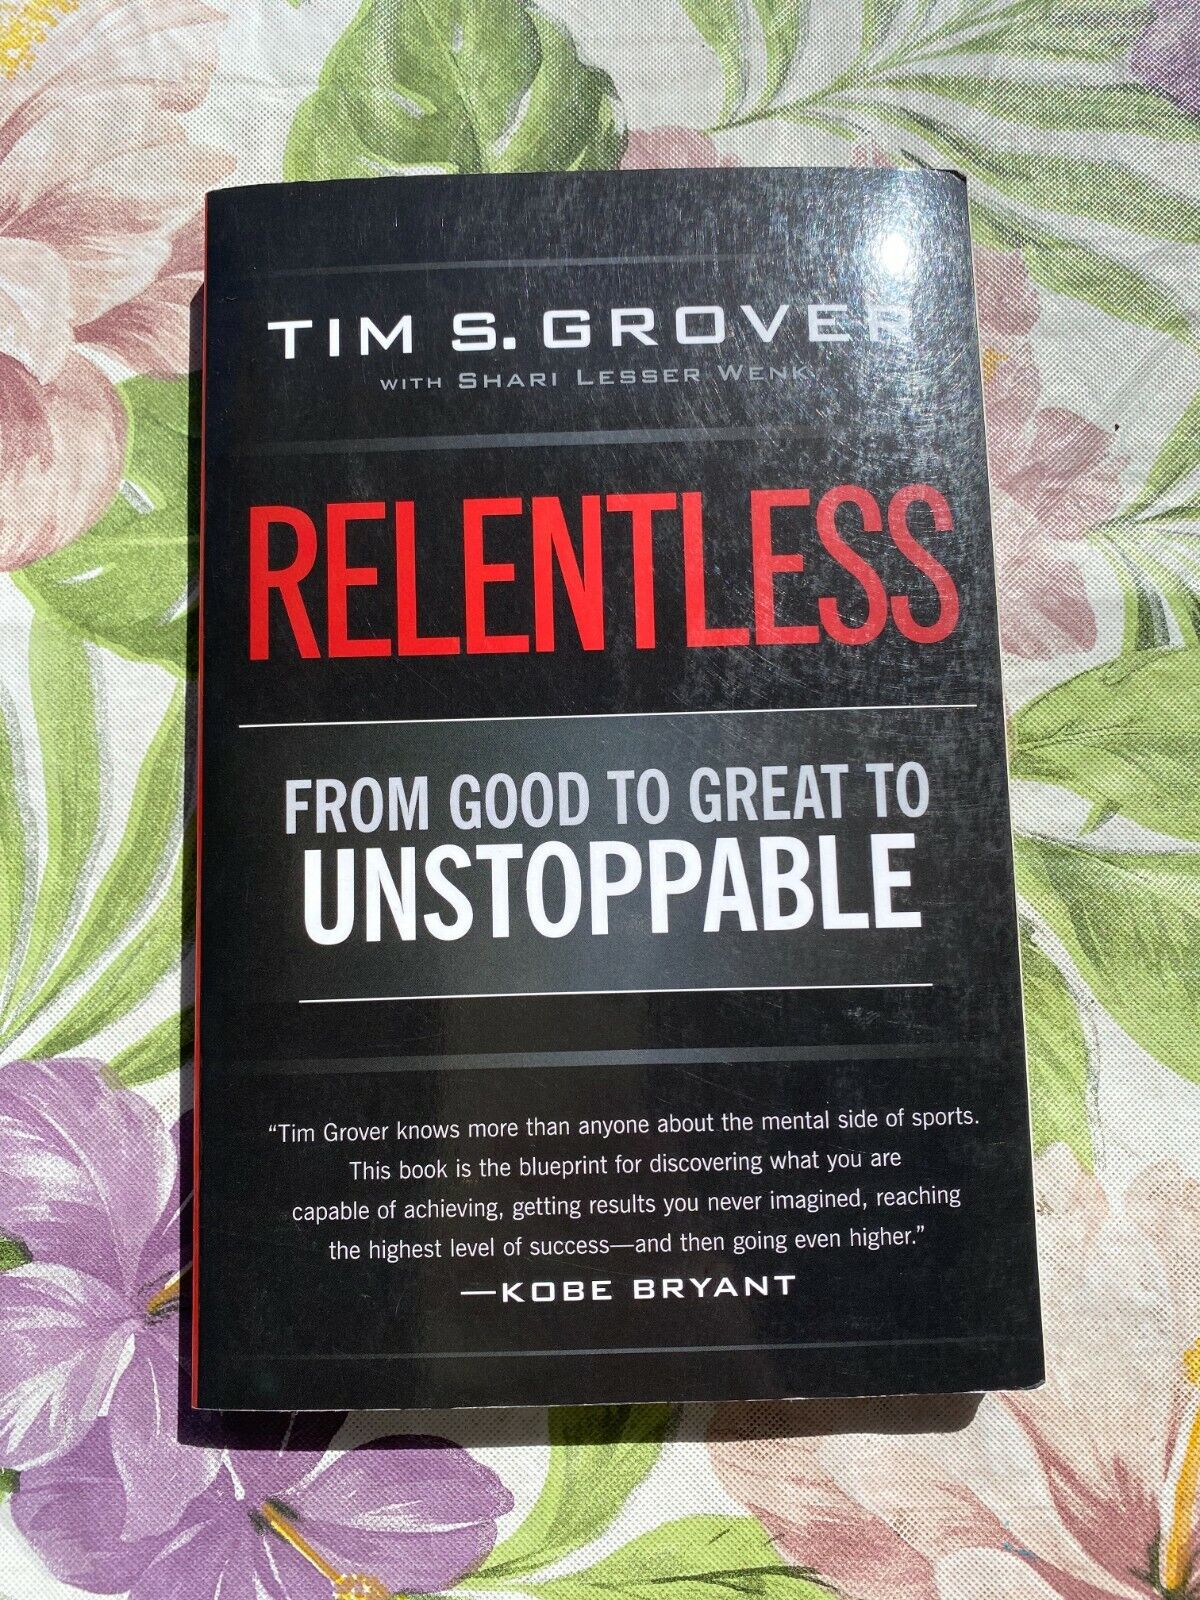 TIM S. GROVER
WITH SHARI LESSER WENK
RELENTLESS
FROM GOOD TO GREAT TO
UNSTOPPABLE
“Tim Grover knows more than anyone about the mental side of sports.
This book is the blueprint for discovering what you are
capable of achieving, getting results you never imagined, reaching
the highest level of success—and then going even higher.”
—KOBE BRYANT